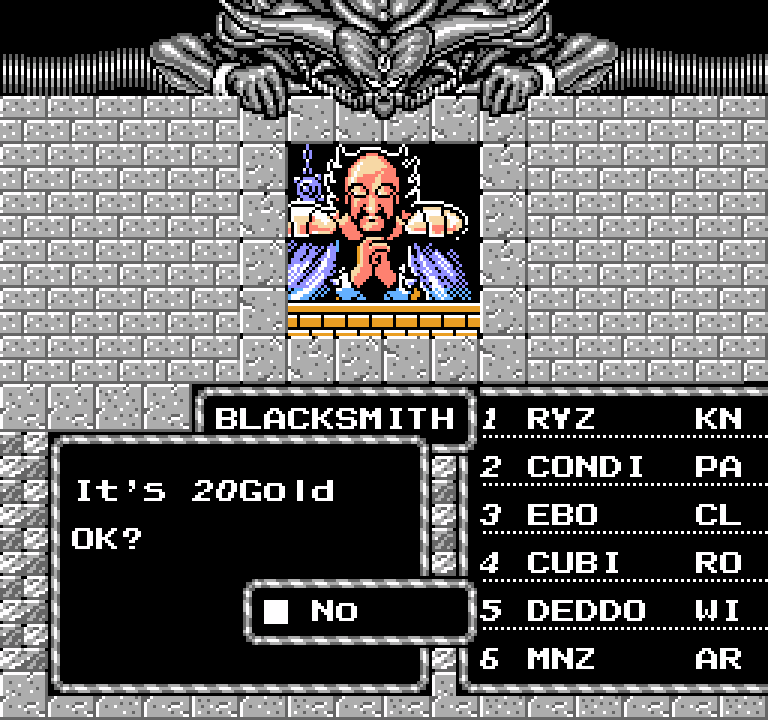 BLACKSMITH
It's 20Gold
OK?
No
1 RYZ KN
2 CONDI PA
3 EBO CL
4 CUBI RO
5 DEDDO WI
6 MNZ AR